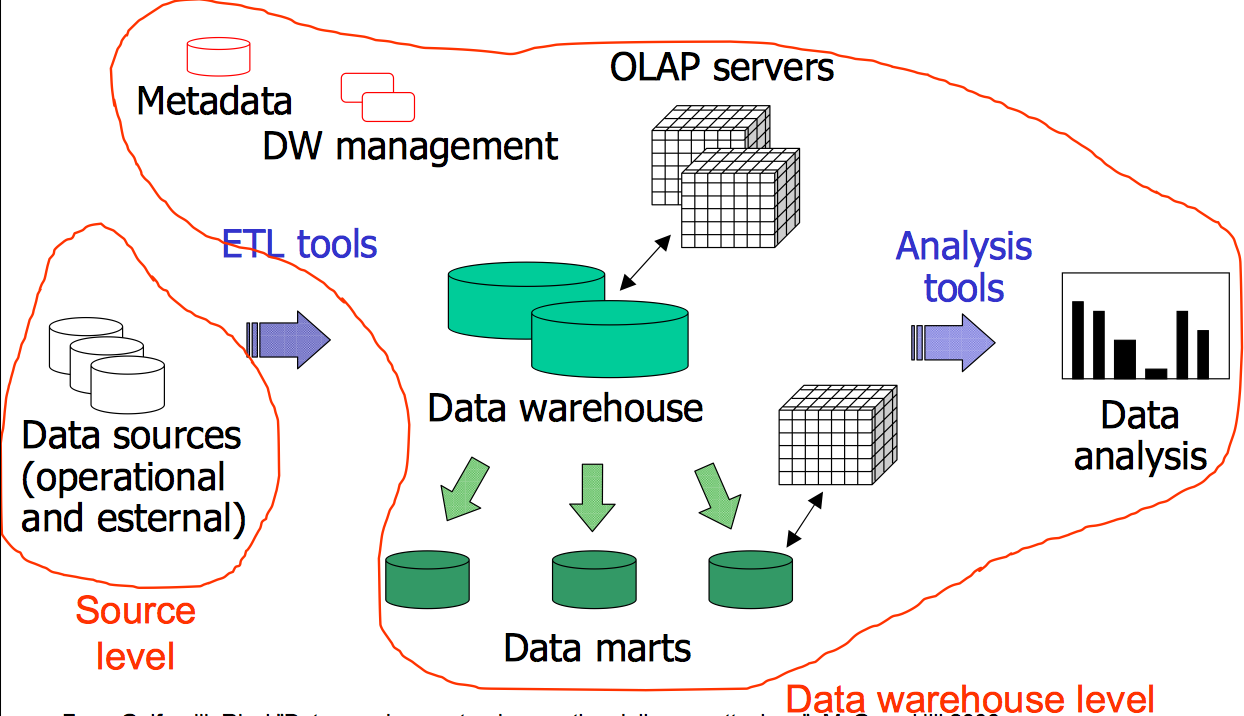 OLAP servers
Metadata
DW management
ETL tools
Analysis
tools
Data warehouse
Data
analysis
Data sources
(operational
and esternal)
Source
level
Data marts
Data warehouse level